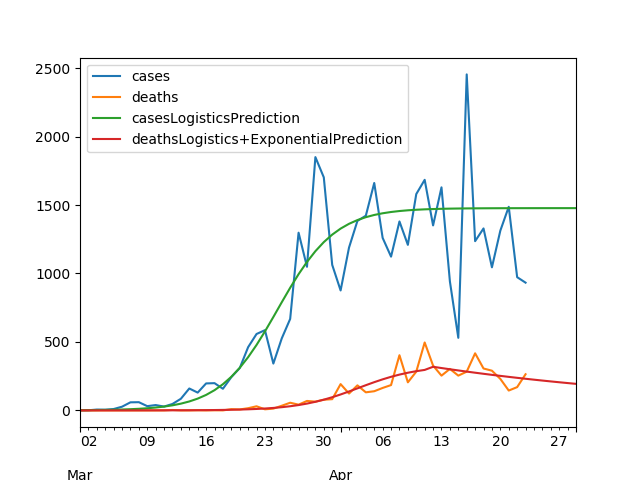 2500
2000
1500
1000
500
0
cases
deaths
casesLogisticsPrediction
deathsLogistics+ExponentialPrediction
02 09 16 23 30 06 13 20 27
Mar Apr